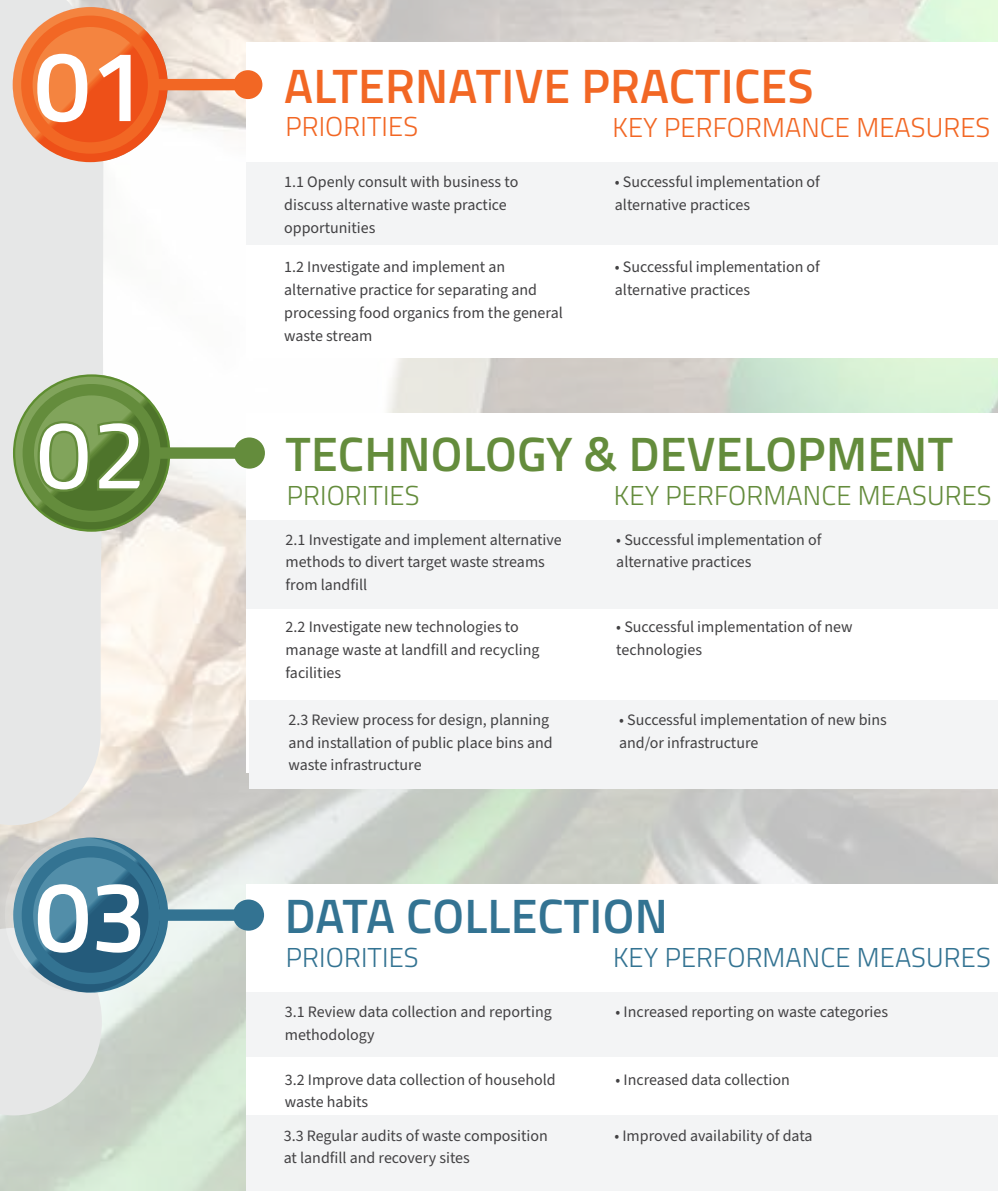 01
ALTERNATIVE PRACTICES
PRIORITIES
KEY PERFORMANCE MEASURES
1.1 Openly consult with business to
discuss alternative waste practice
opportunities
• Successful implementation of
alternative practices
1.2 Investigate and implement an
alternative practice for separating and
processing food organics from the general
waste stream
• Successful implementation of
alternative practices
02
TECHNOLOGY & DEVELOPMENT
PRIORITIES
KEY PERFORMANCE MEASURES
2.1 Investigate and implement alternative
methods to divert target waste streams
from landfill
• Successful implementation of
alternative practices
2.2 Investigate new technologies to
manage waste at landfill and recycling
facilities
• Successful implementation of new
technologies
2.3 Review process for design, planning
and installation of public place bins and
waste infrastructure
• Successful implementation of new bins
and/or infrastructure
03
DATA COLLECTION
PRIORITIES
KEY PERFORMANCE MEASURES
3.1 Review data collection and reporting
methodology
• Increased reporting on waste categories
3.2 Improve data collection of household
waste habits
• Increased data collection
3.3 Regular audits of waste composition
at landfill and recovery sites
• Improved availability of data